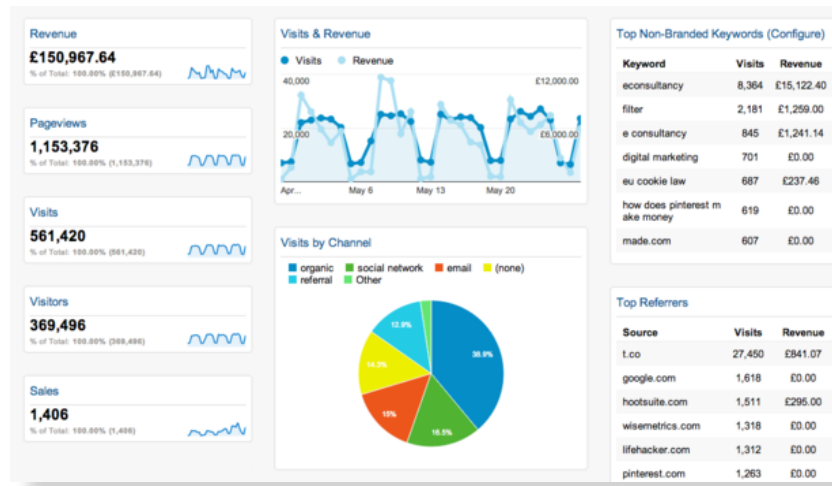 Revenue
£150,967.64
% of Total: 100.00% (£150,967.64)
Pageviews
1,153,376
% of Total: 100.00% (1,153,376)
Visits
561,420
% of Total: 100.00% (561,420)
Visitors
369,496
% of Total: 100.00% (369,496)
Sales
1,406
% of Total: 100.00% (1,406)
Visits & Revenue
Visits Revenue
40,000 £12,000.00
20,000 £6,000.00
Apr... May 6 May 13 May 20
Visits by Channel
organic social network email (none)
referral Other
38.9%
16.5%
15%
14.3%
12.9%
Top Non-Branded Keywords (Configure)
Keyword Visits Revenue
econsultancy 8,364 £15,122.40
filter 2,181 £1,259.00
e consultancy 845 £1,241.14
digital marketing 701 £0.00
eu cookie law 687 £237.46
how does pinterest m
ake money 619 £0.00
made.com 607 £0.00
Top Referrers
Source Visits Revenue
t.co 27,450 £841.07
google.com 1,618 £0.00
hootsuite.com 1,511 £295.00
wisemetrics.com 1,318 £0.00
lifehacker.com 1,312 £0.00
pinterest.com 1,263 £0.00